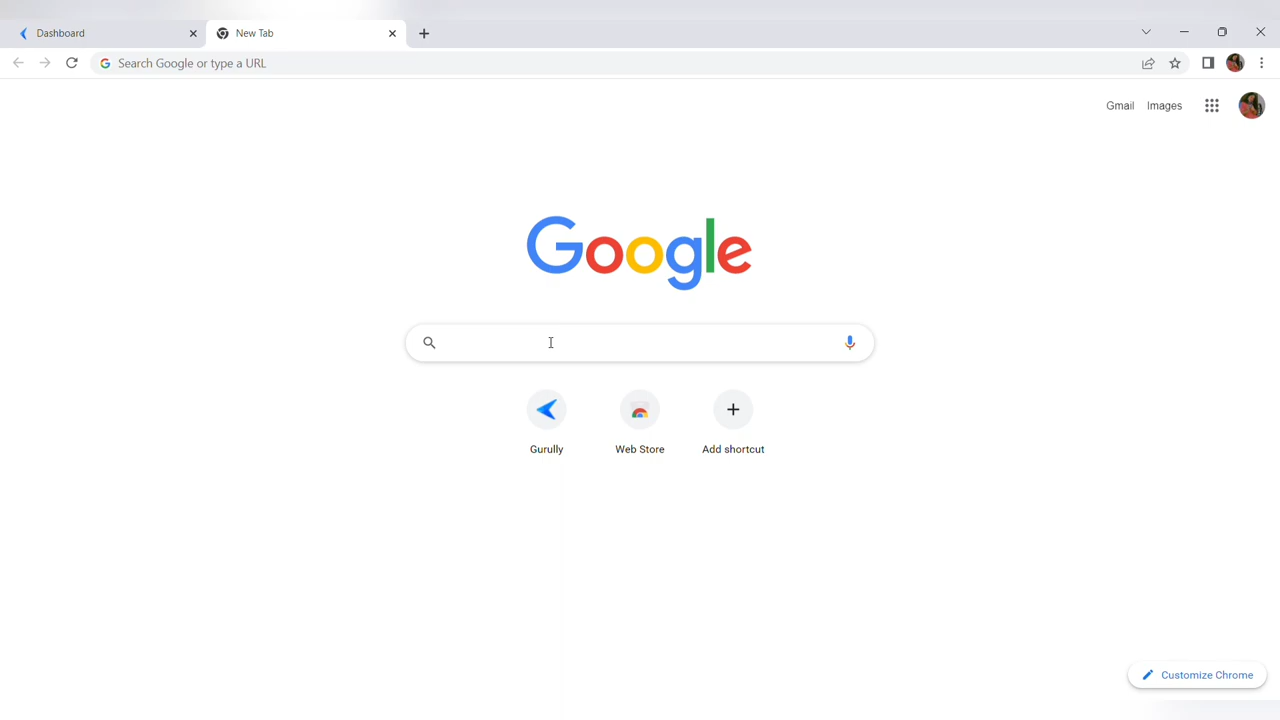 Dashboard
New Tab
Search Google or type a URL
Gmail Images
Google
Gurully
Web Store
Add shortcut
Customize Chrome